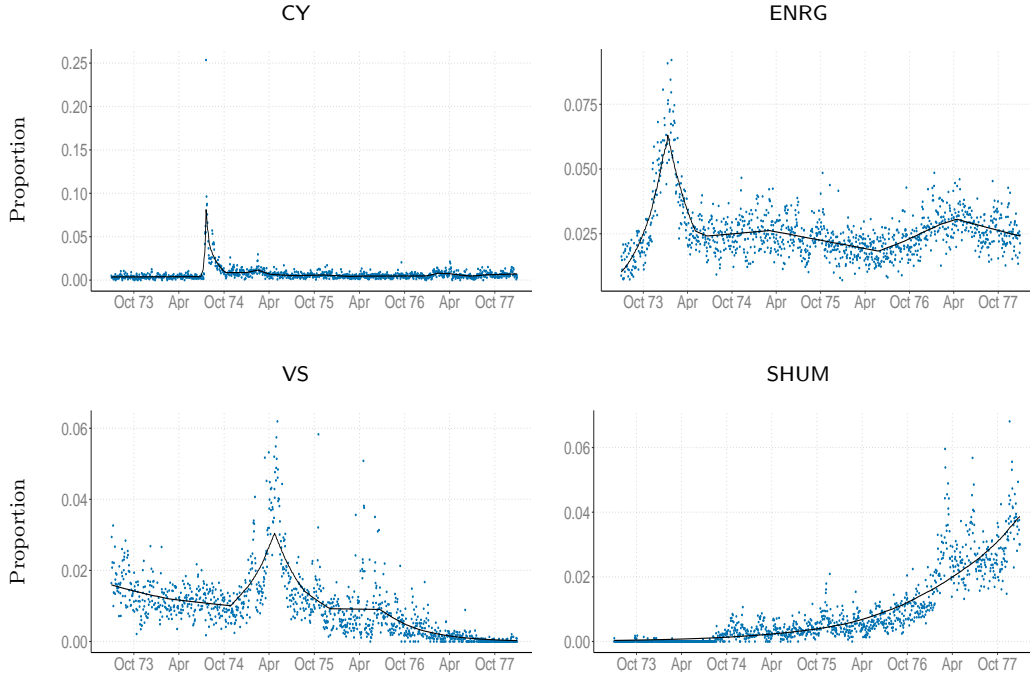 CY
ENRG
Proportion
0.25
0.20
0.15
0.10
0.05
0.00
Oct 73 Apr Oct 74 Apr Oct 75 Apr Oct 76 Apr Oct 77
0.075
0.050
0.025
Oct 73 Apr Oct 74 Apr Oct 75 Apr Oct 76 Apr Oct 77
VS
SHUM
Proportion
0.06
0.04
0.02
0.00
Oct 73 Apr Oct 74 Apr Oct 75 Apr Oct 76 Apr Oct 77
0.06
0.04
0.02
0.00
Oct 73 Apr Oct 74 Apr Oct 75 Apr Oct 76 Apr Oct 77